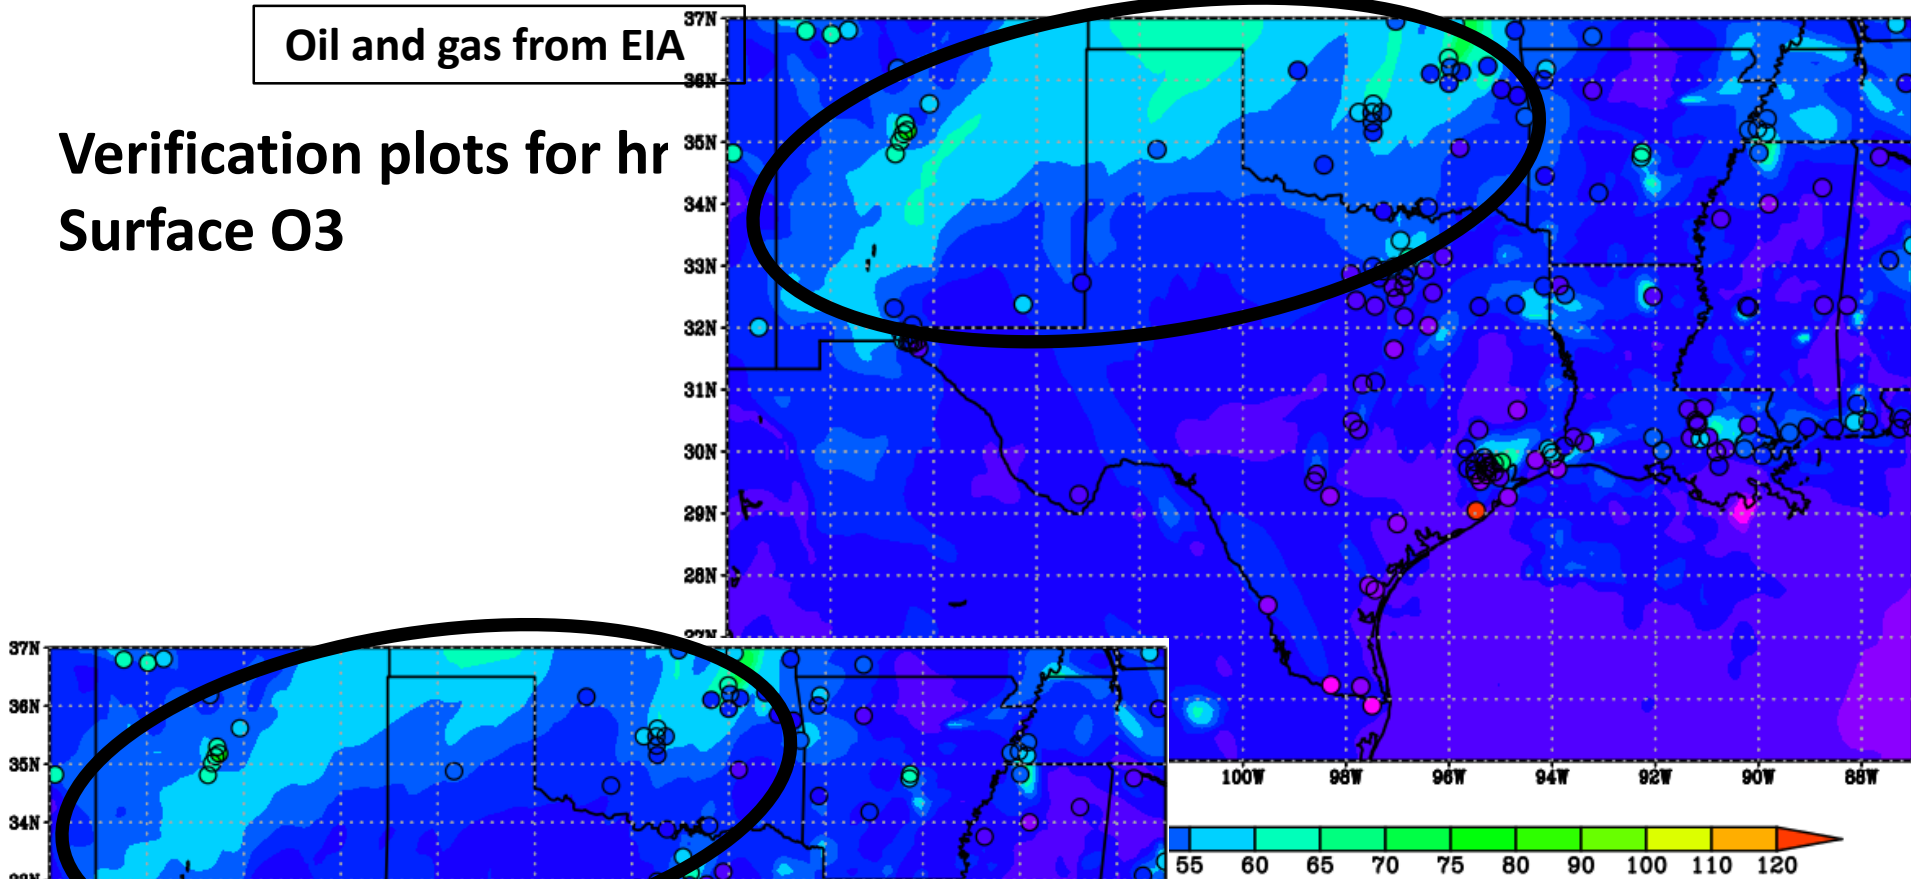 Oil and gas from EIA
Verification plots for hr
Surface O3
37N
36N
35N
34N
33N
32N
31N
30N
29N
28N
27N
100W 98W 96W 94W 92W 90W 88W
55 60 65 70 75 80 90 100 110 120
37N
36N
35N
34N
33N